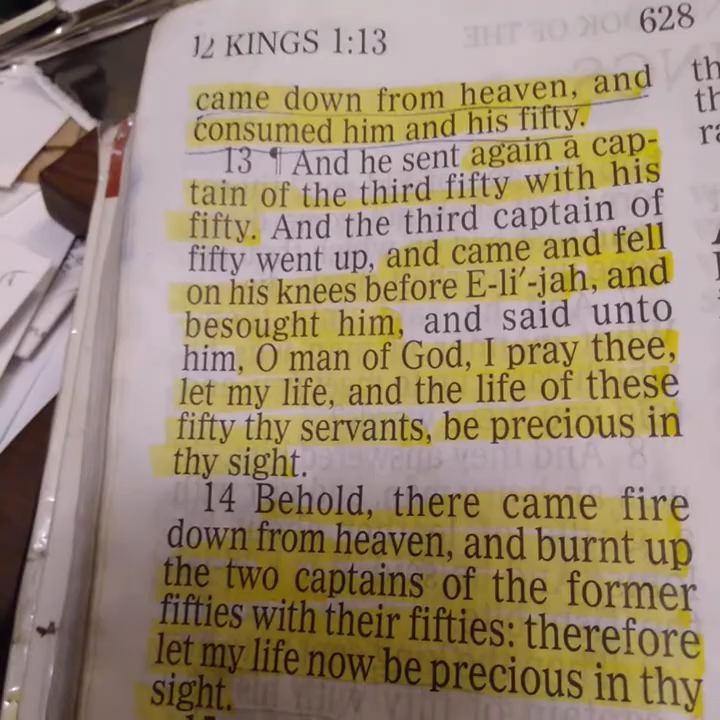 12 KINGS 1:13
628
came down from heaven, and
consumed him and his fifty.
13 ¶ And he sent again a cap-
tain of the third fifty with his
fifty. And the third captain of
fifty went up, and came and fell
on his knees before E-li′-jah, and
besought him, and said unto
him, O man of God, I pray thee,
let my life, and the life of these
fifty thy servants, be precious in
thy sight.
14 Behold, there came fire
down from heaven, and burnt up
the two captains of the former
fifties with their fifties: therefore
let my life now be precious in thy
sight.